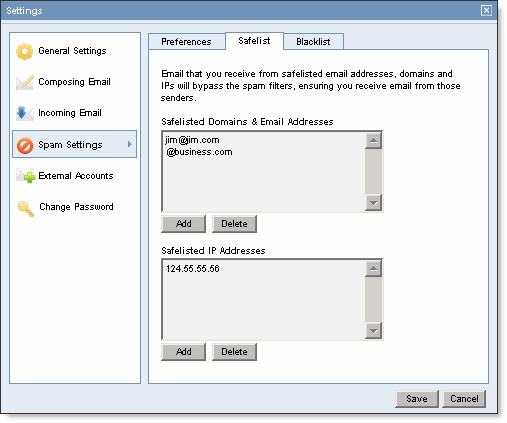 Settings
General Settings
Composing Email
Incoming Email
Spam Settings
External Accounts
Change Password
Preferences
Safelist
Blacklist
Email that you receive from safelisted email addresses, domains and
IPs will bypass the spam filters, ensuring you receive email from those
senders.
Safelisted Domains & Email Addresses
jim@jim.com
@business.com
Add
Delete
Safelisted IP Addresses
124.55.55.56
Add
Delete
Save
Cancel